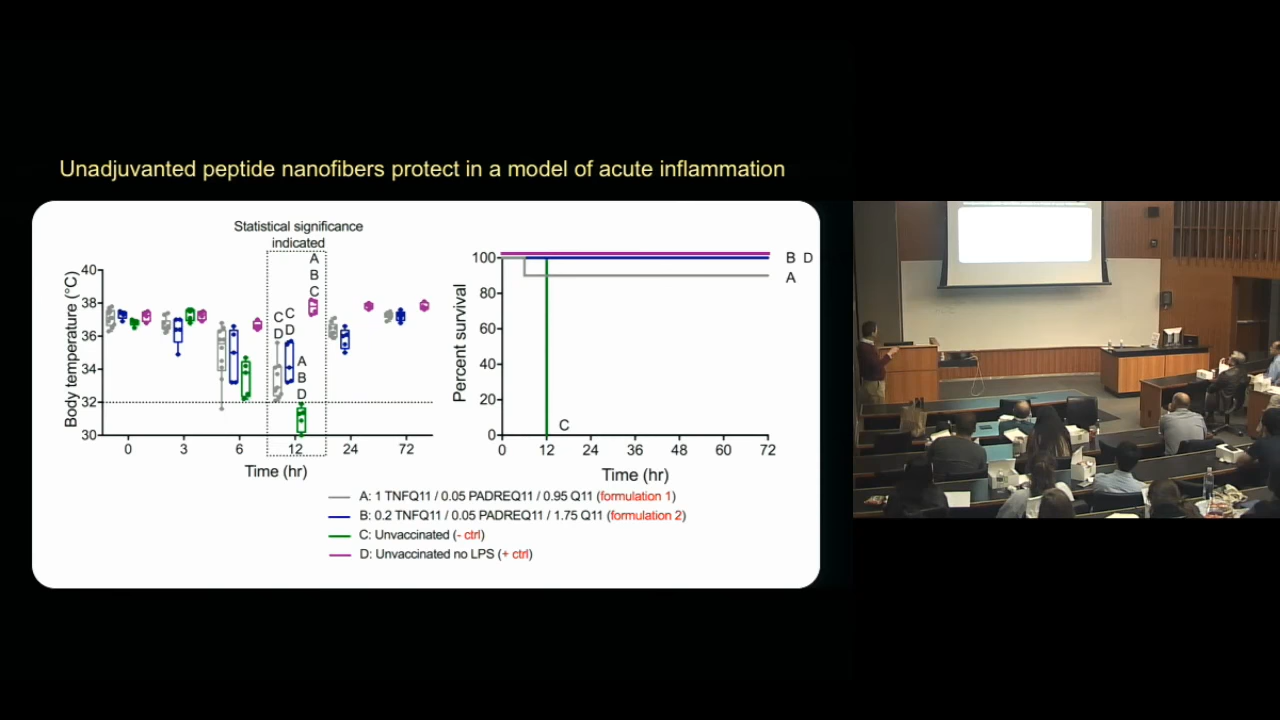 Unadjuvanted peptide nanofibers protect in a model of acute inflammation
Statistical significance
indicated
Body temperature (°C)
40
38
36
34
32
30
A
B
C
C
D
C
D
A
B
D
0 3 6 12 24 72
Time (hr)
Percent survival
100
80
60
40
20
0
B D
A
C
0 12 24 36 48 60 72
Time (hr)
A: 1 TNFQ11 / 0.05 PADREQ11 / 0.95 Q11 (formulation 1)
B: 0.2 TNFQ11 / 0.05 PADREQ11 / 1.75 Q11 (formulation 2)
C: Unvaccinated (- ctrl)
D: Unvaccinated no LPS (+ ctrl)